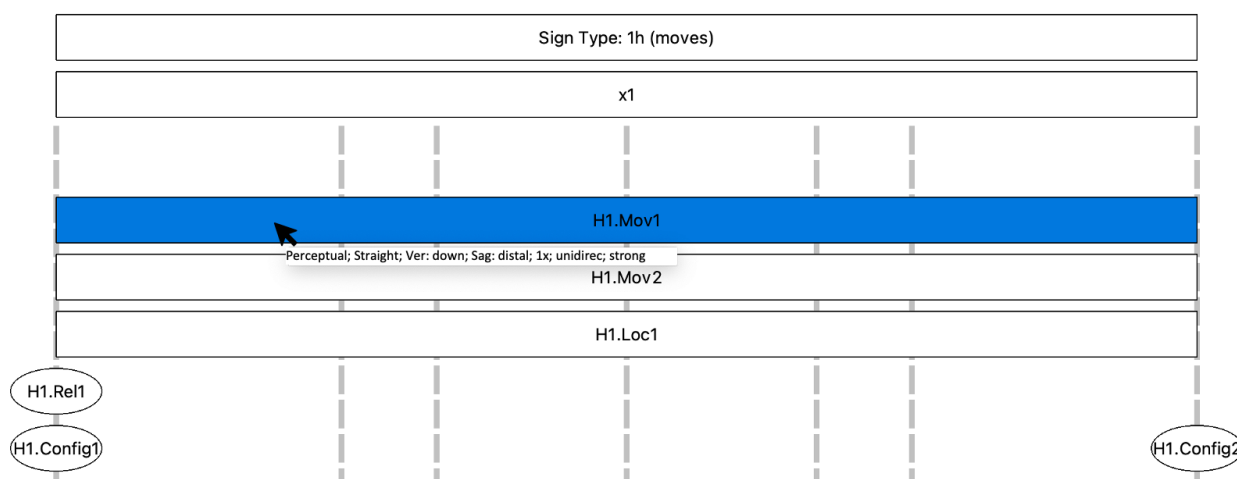 Sign Type: 1h (moves)
x1
H1.Mov1
Perceptual; Straight; Ver: down; Sag: distal; 1x; unidirec; strong
H1.Mov2
H1.Loc1
H1.Rel1
H1.Config1 H1.Config2